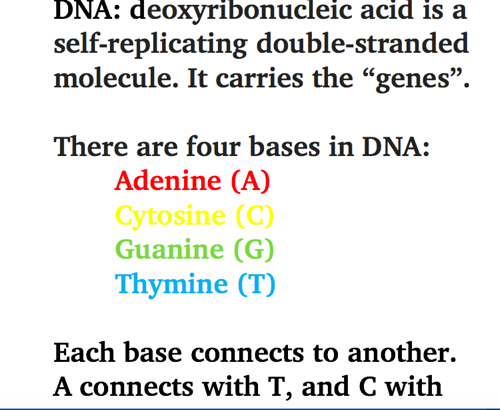 DNA: deoxyribonucleic acid is a
self-replicating double-stranded
molecule. It carries the “genes”.
There are four bases in DNA:
Adenine (A)
Cytosine (C)
Guanine (G)
Thymine (T)
Each base connects to another.
A connects with T, and C with